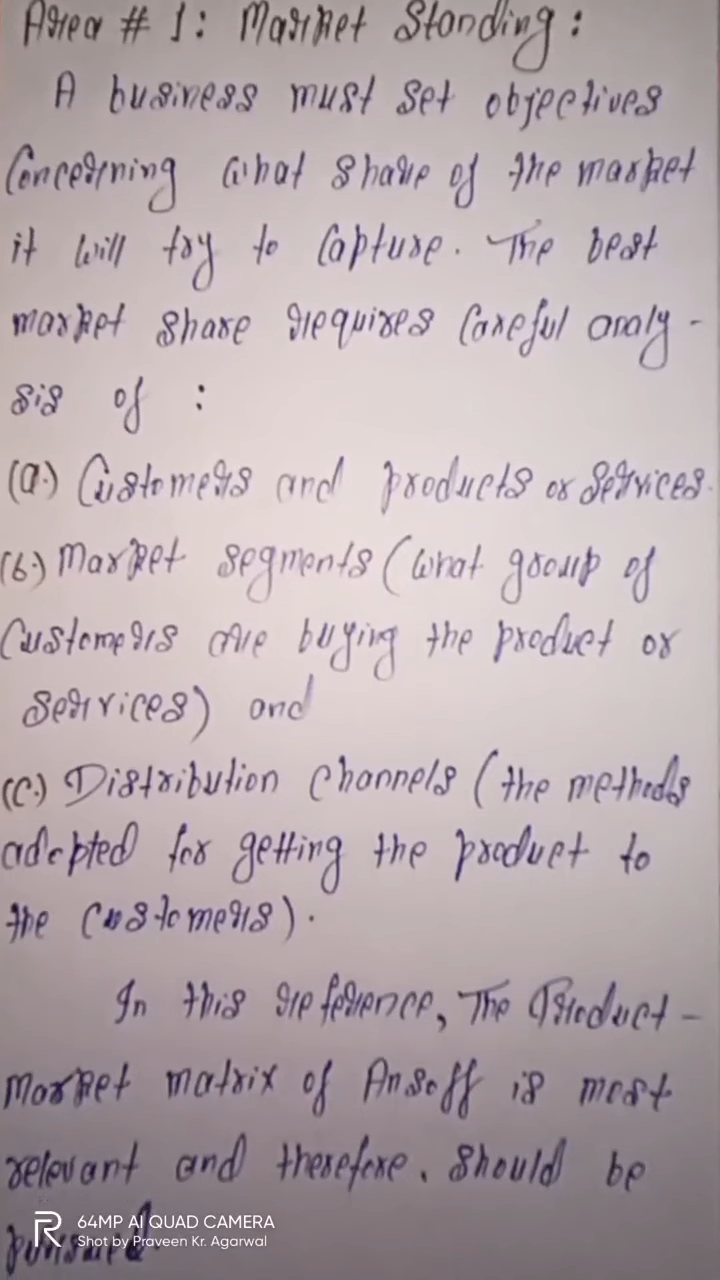 Area # 1: Market Standing:
A business must set objectives
Concerning what share of the market
it will try to Capture. The best
market share requires Careful analy-
sis of :
(a.) Customers and products or Services.
(b.) Market segments (what group of
Customers are buying the product or
Services) and
(C.) Distribution Channels (the methods
adopted for getting the product to
the Customers).
In this reference, The Product-
Market matrix of Ansoff is most
relevant and therefore. Should be
pursued.
64MP AI QUAD CAMERA
Shot by Praveen Kr. Agarwal